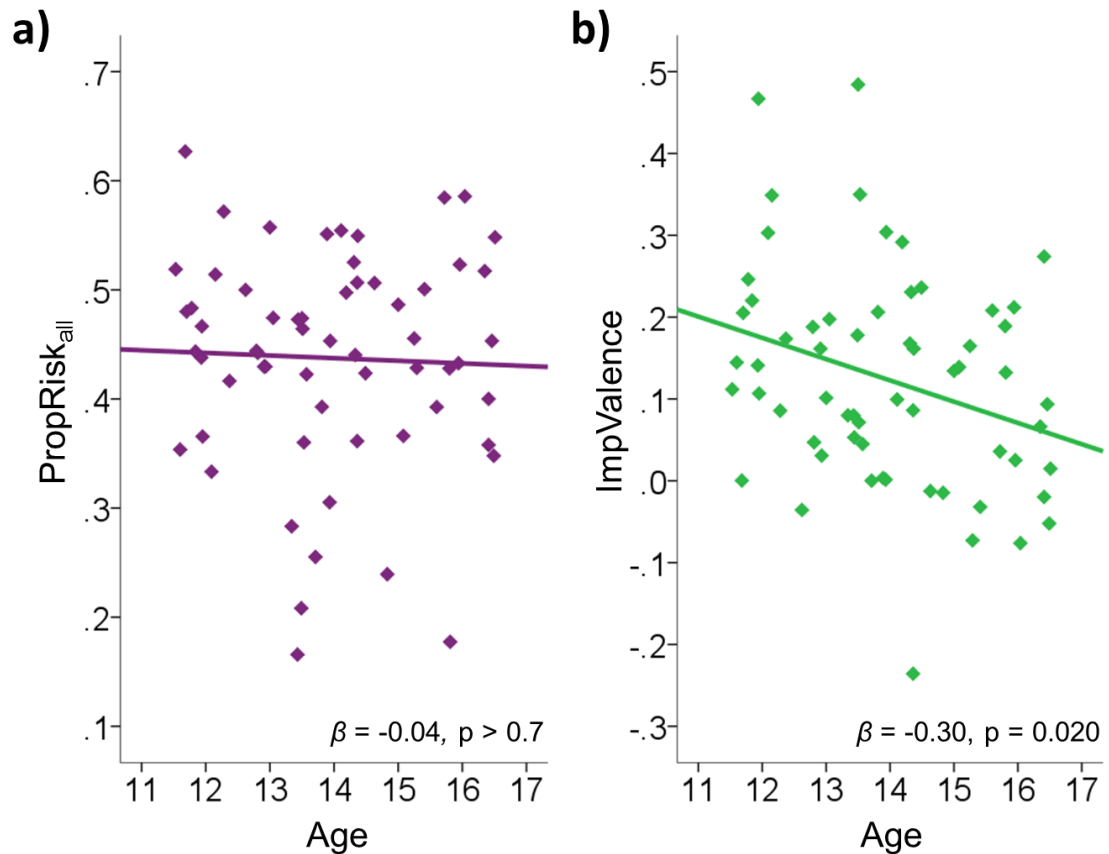 a)
.7
.6
.5
.4
.3
.2
.1
PropRiskall
11 12 13 14 15 16 17
Age
β = -0.04, p > 0.7
b)
.5
.4
.3
.2
.1
.0
-.1
-.2
-.3
ImpValence
11 12 13 14 15 16 17
Age
β = -0.30, p = 0.020